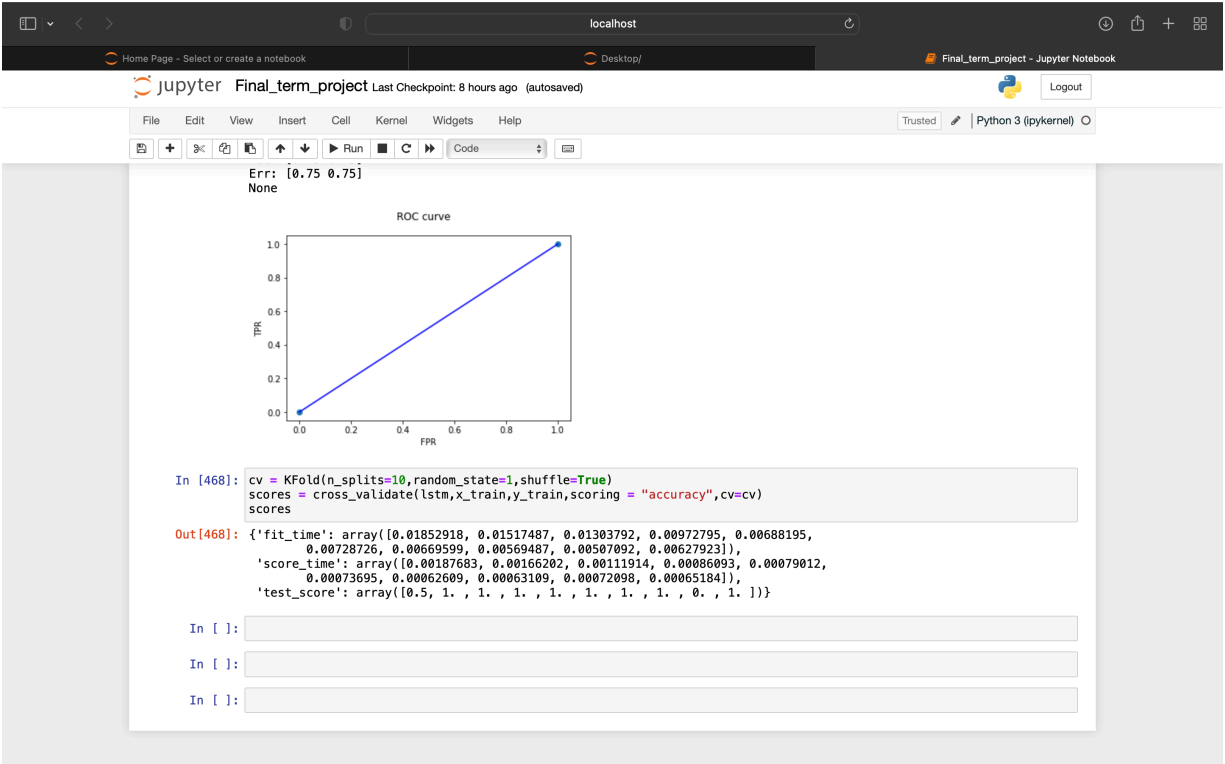 localhost
Home Page - Select or create a notebook
Desktop/
Final_term_project - Jupyter Notebook
jupyter Final_term_project Last Checkpoint: 8 hours ago (autosaved)
Logout
File Edit View Insert Cell Kernel Widgets Help
Trusted Python 3 (ipykernel)
Run Code
Err: [0.75 0.75]
None
ROC curve
1.0
0.8
0.6
0.4
0.2
0.0
TPR
0.0 0.2 0.4 0.6 0.8 1.0
FPR
In [468]: cv = KFold(n_splits=10,random_state=1,shuffle=True)
scores = cross_validate(lstm,x_train,y_train,scoring = "accuracy",cv=cv)
scores
Out[468]: {'fit_time': array([0.01852918, 0.01517487, 0.01303792, 0.00972795, 0.00688195,
0.00728726, 0.00669599, 0.00569487, 0.00507092, 0.00627923]),
'score_time': array([0.00187683, 0.00166202, 0.00111914, 0.00086093, 0.00079012,
0.00073695, 0.00062609, 0.00063109, 0.00072098, 0.00065184]),
'test_score': array([0.5, 1. , 1. , 1. , 1. , 1. , 1. , 1. , 0. , 1. ])}
In [ ]:
In [ ]:
In [ ]: